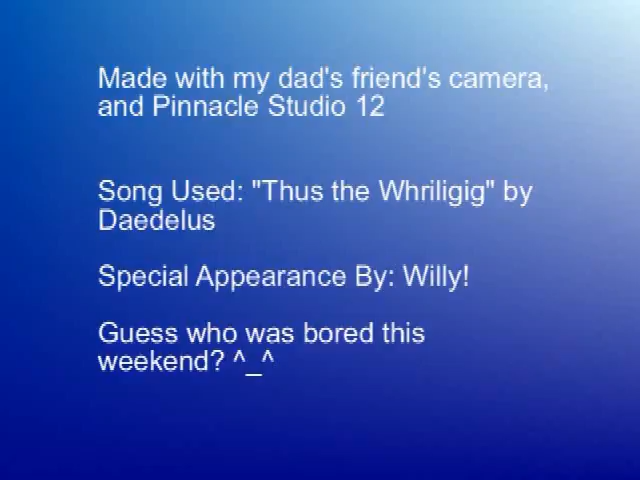 Made with my dad's friend's camera,
and Pinnacle Studio 12
Song Used: "Thus the Whriligig" by
Daedelus
Special Appearance By: Willy!
Guess who was bored this
weekend? ^_^